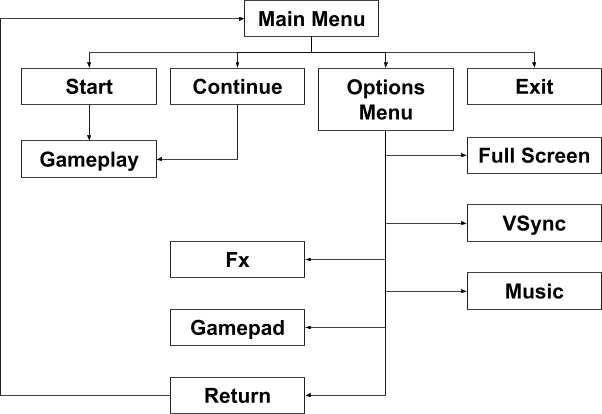 Main Menu
Start
Continue
Options
Menu
Exit
Gameplay
Full Screen
VSync
Fx
Music
Gamepad
Return